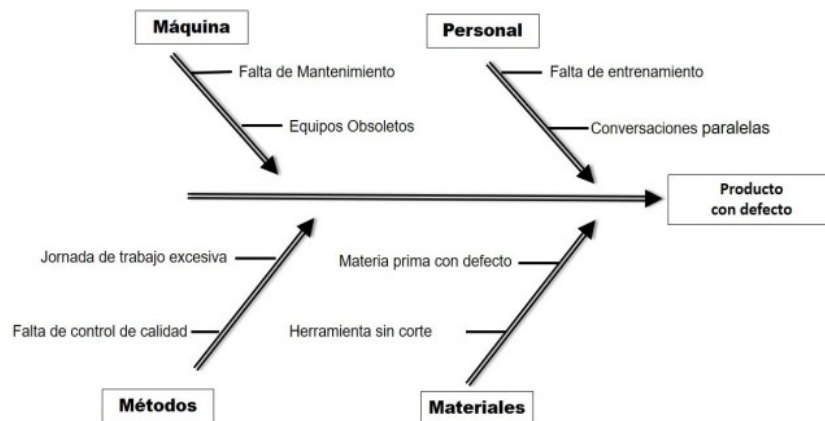 Máquina
Personal
Falta de Mantenimiento
Falta de entrenamiento
Equipos Obsoletos
Conversaciones paralelas
Producto
con defecto
Jornada de trabajo excesiva
Materia prima con defecto
Falta de control de calidad
Herramienta sin corte
Métodos
Materiales